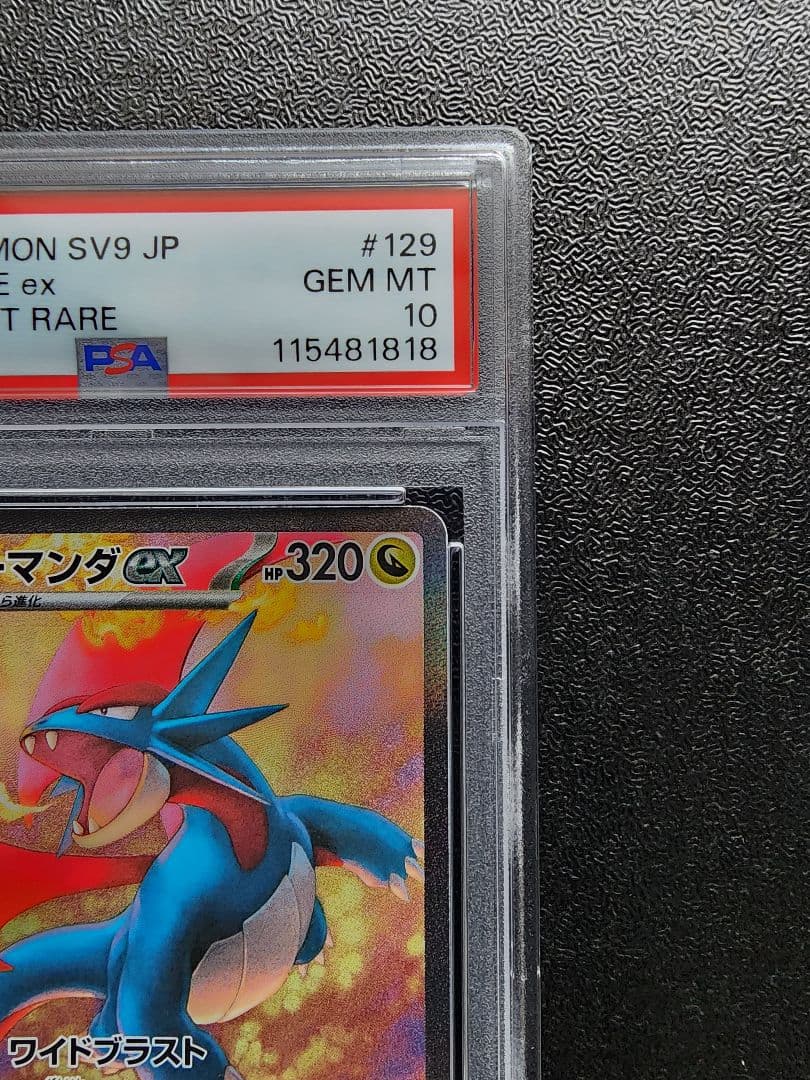 MON SV9 JP #129
E ex GEM MT
T RARE 10
PSA 115481818
ーマンダex HP320
ら進化
ワイドブラスト